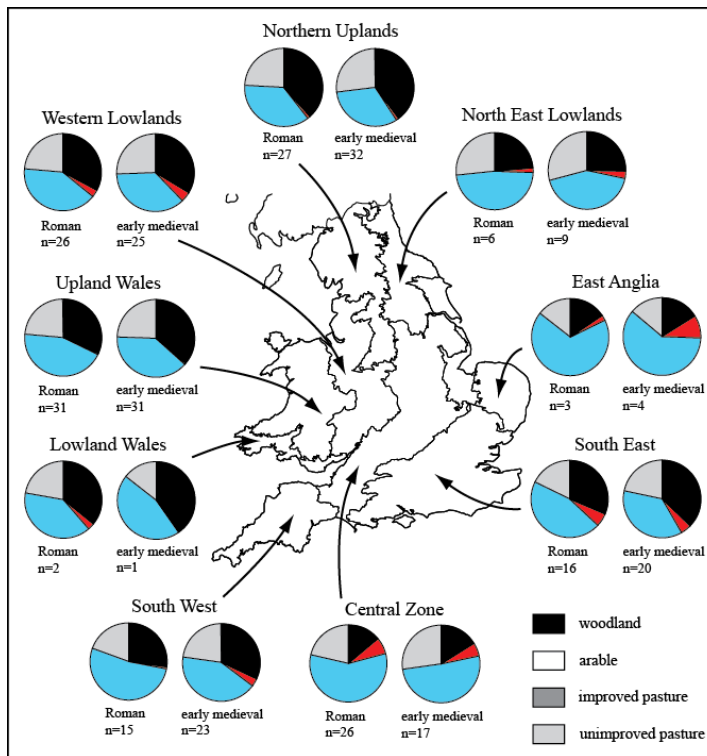 Northern Uplands
Roman
n=27
early medieval
n=32
Western Lowlands
Roman
n=26
early medieval
n=25
North East Lowlands
Roman
n=6
early medieval
n=9
Upland Wales
Roman
n=31
early medieval
n=31
East Anglia
Roman
n=3
early medieval
n=4
Lowland Wales
Roman
n=2
early medieval
n=1
South East
Roman
n=16
early medieval
n=20
South West
Roman
n=15
early medieval
n=23
Central Zone
Roman
n=26
early medieval
n=17
woodland
arable
improved pasture
unimproved pasture